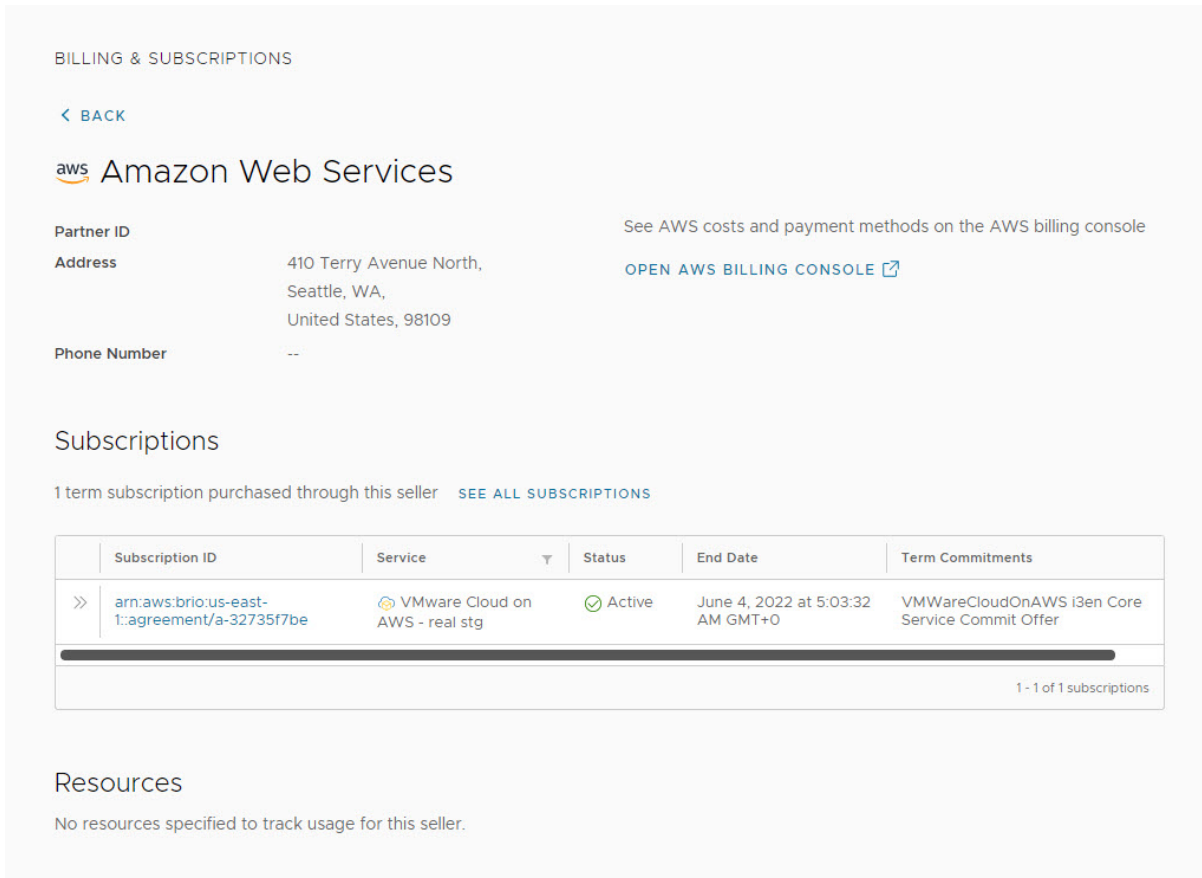 BILLING & SUBSCRIPTIONS
BACK
aws Amazon Web Services
Partner ID
Address
410 Terry Avenue North,
Seattle, WA,
United States, 98109
Phone Number
--
See AWS costs and payment methods on the AWS billing console
OPEN AWS BILLING CONSOLE
Subscriptions
1 term subscription purchased through this seller SEE ALL SUBSCRIPTIONS
Subscription ID Service Status End Date Term Commitments
arn:aws:brio:us-east-
1::agreement/a-32735f7be
VMware Cloud on
AWS - real stg
Active
June 4, 2022 at 5:03:32
AM GMT+0
VMWareCloudOnAWS i3en Core
Service Commit Offer
1 - 1 of 1 subscriptions
Resources
No resources specified to track usage for this seller.